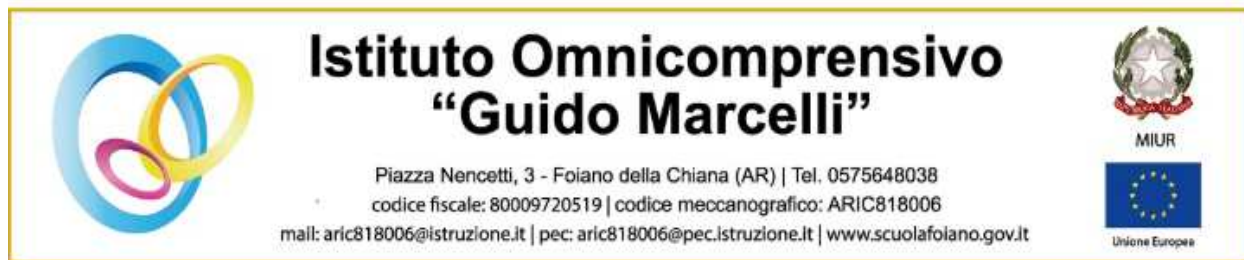 Istituto Omnicomprensivo
“Guido Marcelli”
Piazza Nencetti, 3 - Foiano della Chiana (AR) | Tel. 0575648038
codice fiscale: 80009720519 | codice meccanografico: ARIC818006
mail: aric818006@istruzione.it | pec: aric818006@pec.istruzione.it | www.scuolafoiano.gov.it
MIUR
Unione Europea